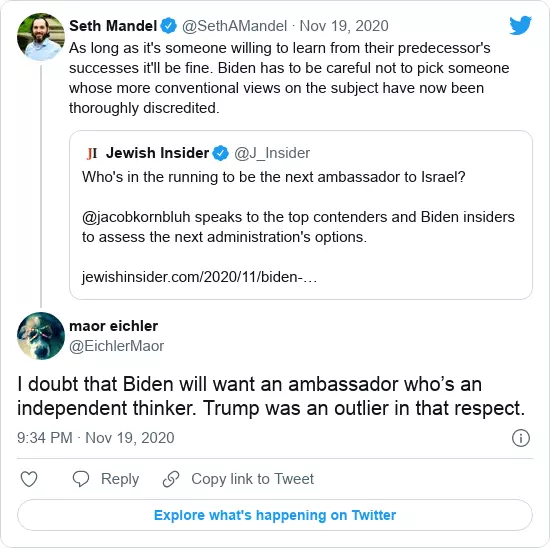 Seth Mandel @SethAMandel · Nov 19, 2020
As long as it's someone willing to learn from their predecessor's
successes it'll be fine. Biden has to be careful not to pick someone
whose more conventional views on the subject have now been
thoroughly discredited.
JI Jewish Insider @J_Insider
Who's in the running to be the next ambassador to Israel?
@jacobkornbluh speaks to the top contenders and Biden insiders
to assess the next administration's options.
jewishinsider.com/2020/11/biden-…
maor eichler
@EichlerMaor
I doubt that Biden will want an ambassador who’s an
independent thinker. Trump was an outlier in that respect.
9:34 PM · Nov 19, 2020
Reply Copy link to Tweet
Explore what's happening on Twitter